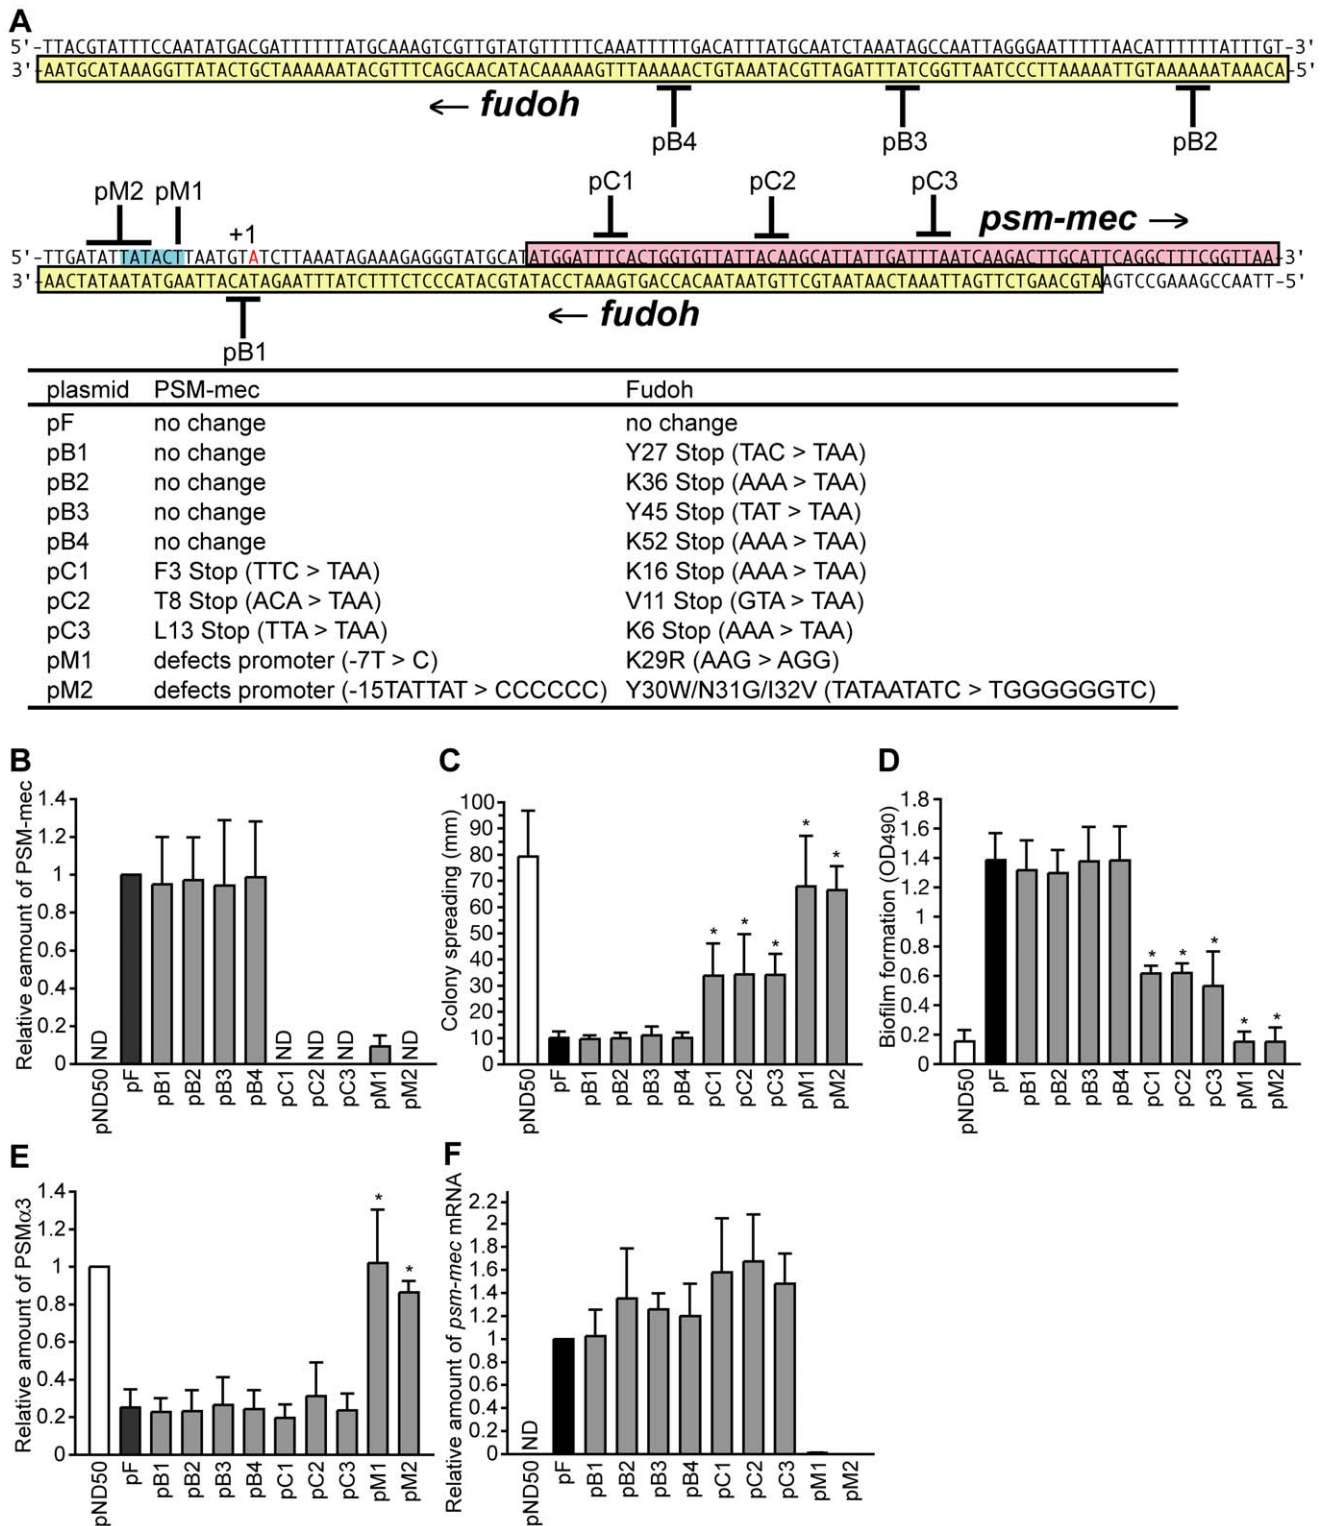 A
5'-TTACGTATTTCCAATATGACGATTTTTTATGCAAAGTCGTTGTATGTTTTTCAAATTTTTGACATTTATGCAATCTAAATAGCCAATTAGGGAATTTTTAACATTTTTTATTTGT-3'
3'-AATGCATAAAGGTTATACTGCTAAAAAATACGTTTCAGCAACATACAAAAAGTTTAAAAACTGTAAATACGTTAGATTTATCGGTTAATCCCTTAAAAATTGTAAAAAATAAACA-5'
← fudoh
pB4
pB3
pB2
pM2 pM1
pC1
pC2
pC3
psm-mec →
+1
5'-TTGATATTTATACTTTAATGTATCTTAAATAGAAAGAGGGTATGCATATGGATTTCACTGGTGTTATTACAAGCATTATTGATTTAATCAAGACTTGCATTCAGGCTTTCGGTTAA-3'
3'-AACTATAATATGAATTACATAGAATTTATCTTTCTCCCATACGTATACCTAAAGTGACCACAATAATGTTCGTAATAACTAAATTAGTTCTGAACGTAAGTCCGAAAGCCAATT-5'
← fudoh
pB1
plasmid PSM-mec Fudoh
pF no change no change
pB1 no change Y27 Stop (TAC > TAA)
pB2 no change K36 Stop (AAA > TAA)
pB3 no change Y45 Stop (TAT > TAA)
pB4 no change K52 Stop (AAA > TAA)
pC1 F3 Stop (TTC > TAA) K16 Stop (AAA > TAA)
pC2 T8 Stop (ACA > TAA) V11 Stop (GTA > TAA)
pC3 L13 Stop (TTA > TAA) K6 Stop (AAA > TAA)
pM1 defects promoter (-7T > C) K29R (AAG > AGG)
pM2 defects promoter (-15TATTAT > CCCCCC) Y30W/N31G/I32V (TATAATATC > TGGGGGGTC)
B
Relative eamount of PSM-mec
1.4
1.2
1
0.8
0.6
0.4
0.2
0
ND ND ND ND ND
pND50 pF pB1 pB2 pB3 pB4 pC1 pC2 pC3 pM1 pM2
C
Colony spreading (mm)
100
90
80
70
60
50
40
30
20
10
0
* * * * *
pND50 pF pB1 pB2 pB3 pB4 pC1 pC2 pC3 pM1 pM2
D
Biofilm formation (OD490)
1.8
1.6
1.4
1.2
1
0.8
0.6
0.4
0.2
0
* * * * *
pND50 pF pB1 pB2 pB3 pB4 pC1 pC2 pC3 pM1 pM2
E
Relative amount of PSMα3
1.4
1.2
1
0.8
0.6
0.4
0.2
0
* *
pND50 pF pB1 pB2 pB3 pB4 pC1 pC2 pC3 pM1 pM2
F
Relative amount of psm-mec mRNA
2.2
2
1.8
1.6
1.4
1.2
1
0.8
0.6
0.4
0.2
0
ND
pND50 pF pB1 pB2 pB3 pB4 pC1 pC2 pC3 pM1 pM2